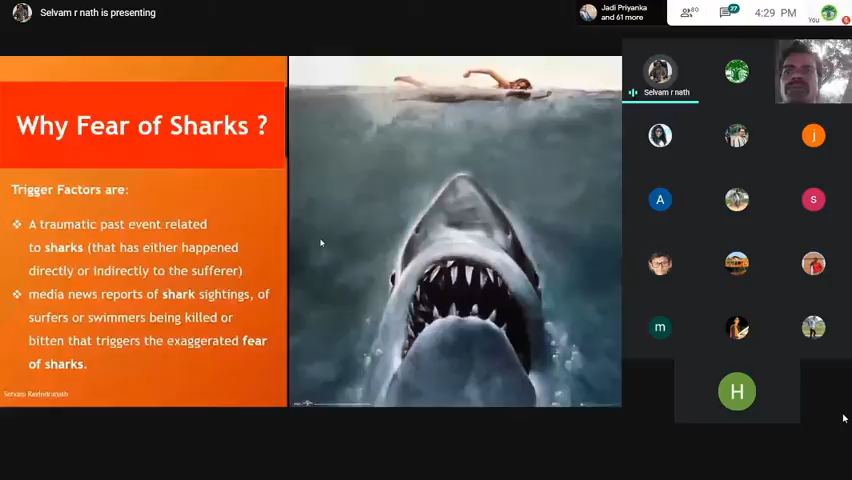 Selvam r nath is presenting
Jadi Priyanka
and 61 more
80
27
4:29 PM
You
Why Fear of Sharks ?
Trigger Factors are:
❖ A traumatic past event related
to sharks (that has either happened
directly or indirectly to the sufferer)
❖ media news reports of shark sightings, of
surfers or swimmers being killed or
bitten that triggers the exaggerated fear
of sharks.
Selvam Ravindranath
Selvam r nath
j
A
s
m
H